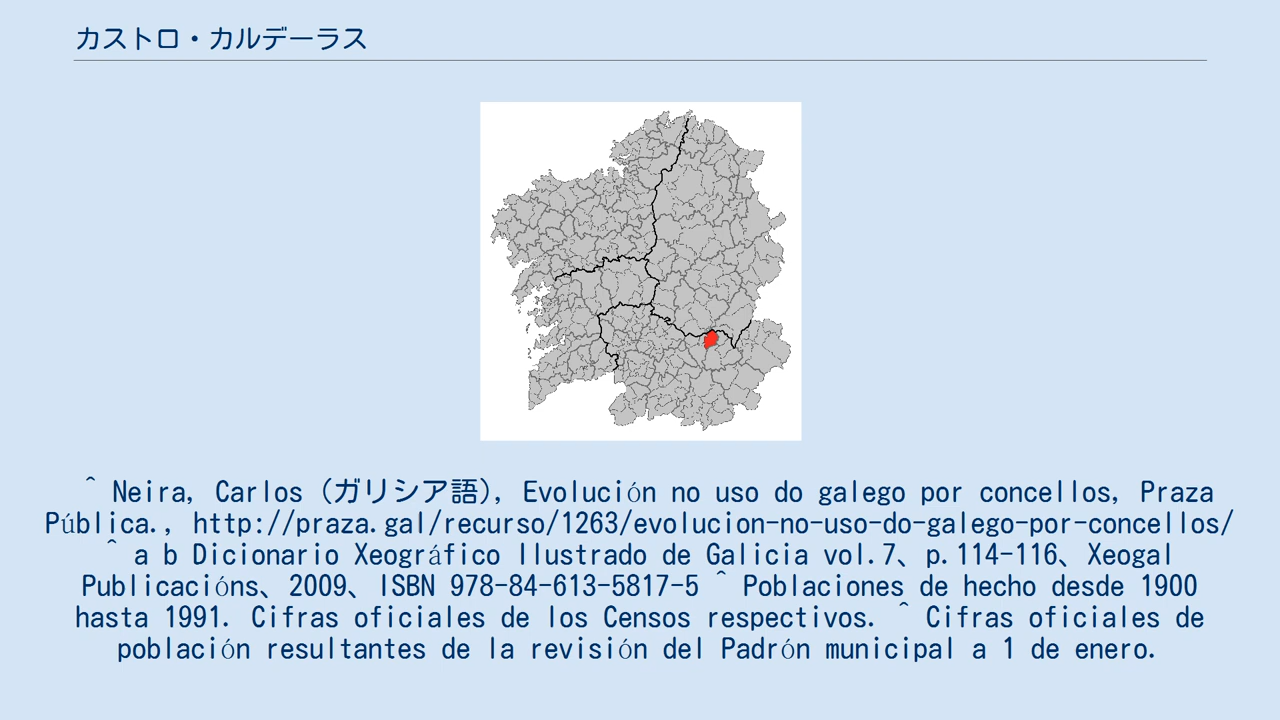 カストロ・カルデーラス
^ Neira, Carlos (ガリシア語), Evolución no uso do galego por concellos, Praza
Pública., http://praza.gal/recurso/1263/evolucion-no-uso-do-galego-por-concellos/
^ a b Dicionario Xeográfico Ilustrado de Galicia vol.7、p.114-116、Xeogal
Publicacións、2009、ISBN 978-84-613-5817-5 ^ Poblaciones de hecho desde 1900
hasta 1991. Cifras oficiales de los Censos respectivos. ^ Cifras oficiales de
población resultantes de la revisión del Padrón municipal a 1 de enero.